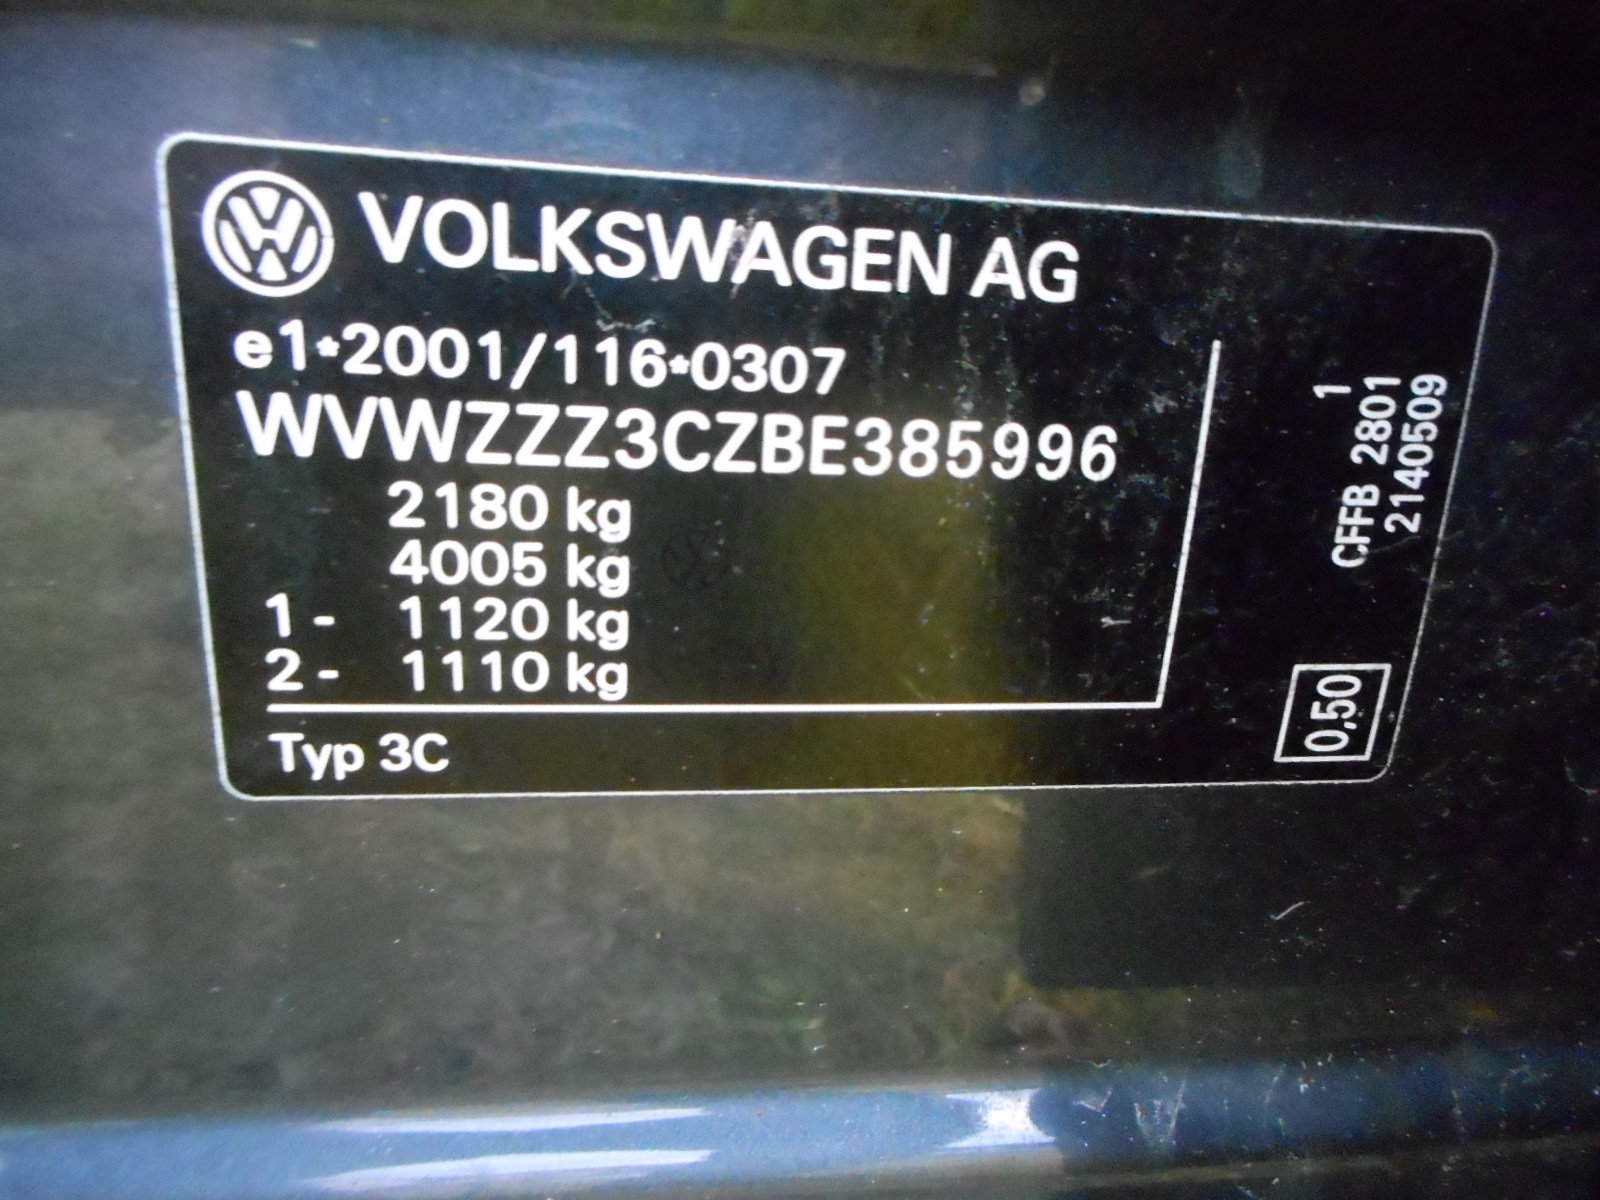 VOLKSWAGEN AG
e1*2001/116*0307
WVWZZZ3CZBE385996
2180 kg
4005 kg
1 - 1120 kg
2 - 1110 kg
Typ 3C
1
CFFB 2801
2140509
0,50